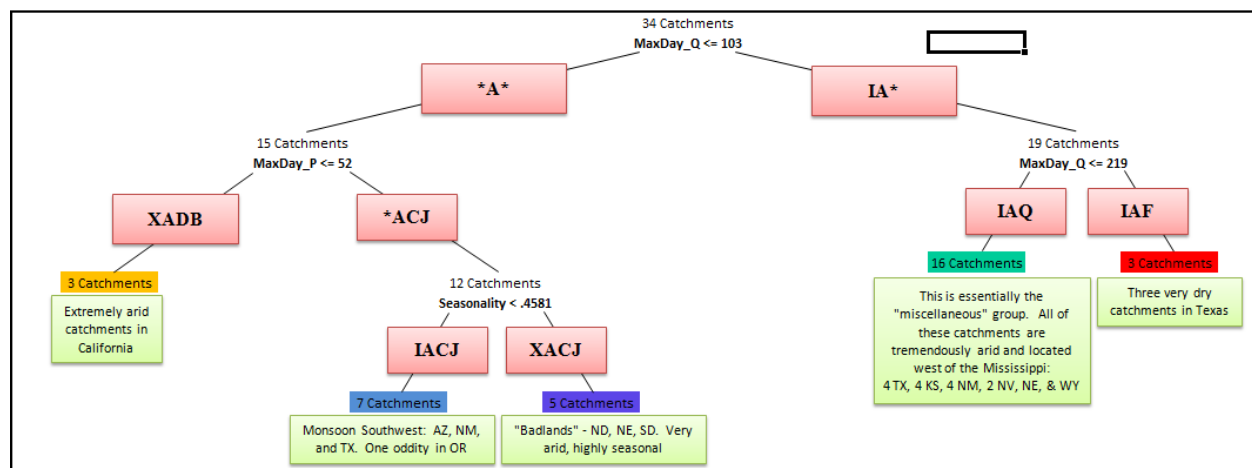 34 Catchments
MaxDay_Q <= 103
*A*
IA*
15 Catchments
MaxDay_P <= 52
19 Catchments
MaxDay_Q <= 219
XADB
*ACJ
IAQ
IAF
3 Catchments
Extremely arid
catchments in
California
12 Catchments
Seasonality < .4581
IACJ
XACJ
7 Catchments
Monsoon Southwest: AZ, NM,
and TX. One oddity in OR
5 Catchments
"Badlands" - ND, NE, SD. Very
arid, highly seasonal
16 Catchments
This is essentially the
"miscellaneous" group. All of
these catchments are
tremendously arid and located
west of the Mississippi:
4 TX, 4 KS, 4 NM, 2 NV, NE, & WY
3 Catchments
Three very dry
catchments in Texas